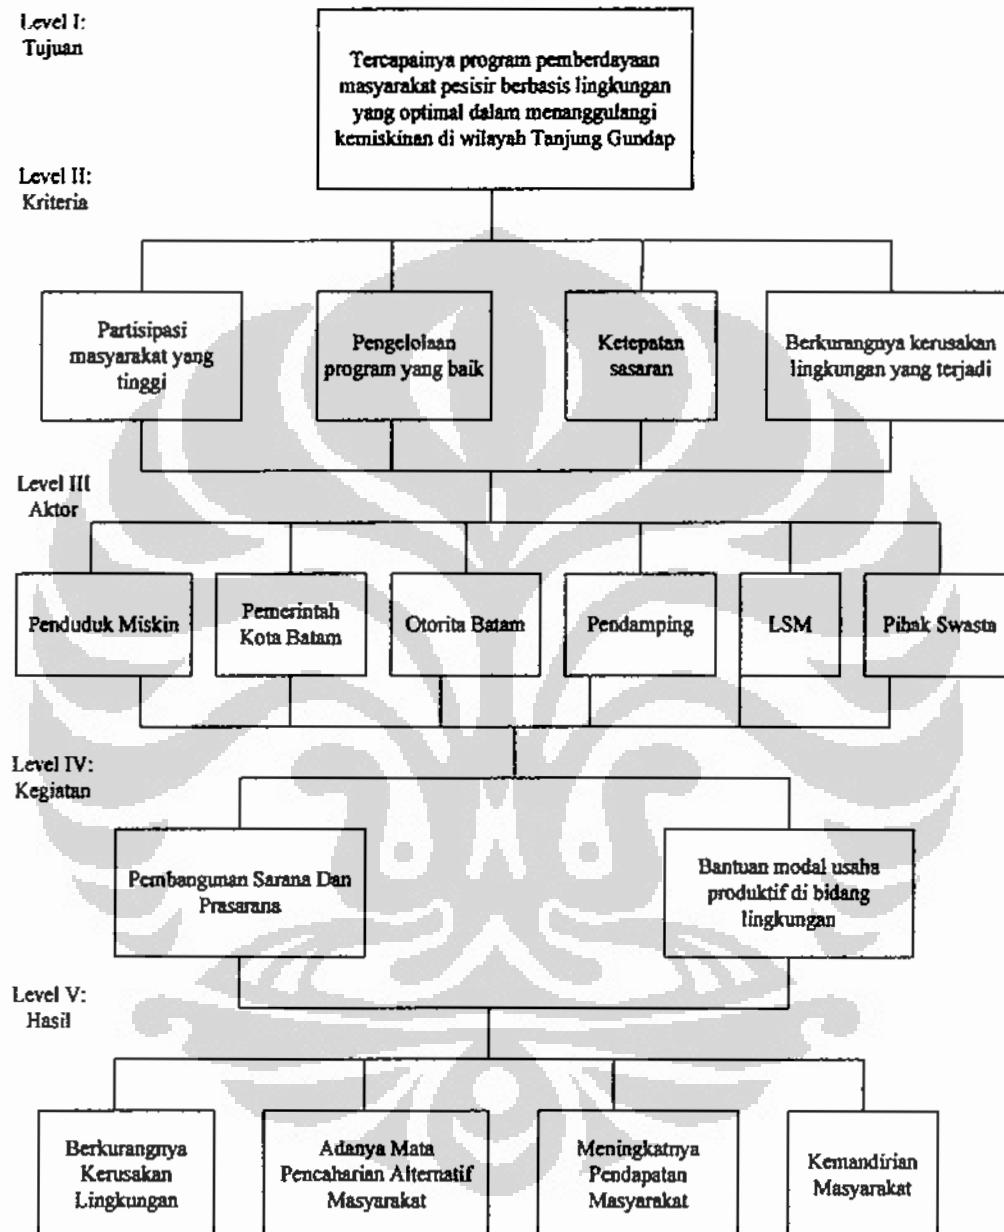 Level I:
Tujuan
Tercapainya program pemberdayaan
masyarakat pesisir berbasis lingkungan
yang optimal dalam menanggulangi
kemiskinan di wilayah Tanjung Gundap
Level II:
Kriteria
Partisipasi
masyarakat yang
tinggi
Pengelolaan
program yang baik
Ketepatan
sasaran
Berkurangnya kerusakan
lingkungan yang terjadi
Level III
Aktor
Penduduk Miskin
Pemerintah
Kota Batam
Otorita Batam
Pendamping
LSM
Pihak Swasta
Level IV:
Kegiatan
Pembangunan Sarana Dan
Prasarana
Bantuan modal usaha
produktif di bidang
lingkungan
Level V:
Hasil
Berkurangnya
Kerusakan
Lingkungan
Adanya Mata
Pencaharian Alternatif
Masyarakat
Meningkatnya
Pendapatan
Masyarakat
Kemandirian
Masyarakat